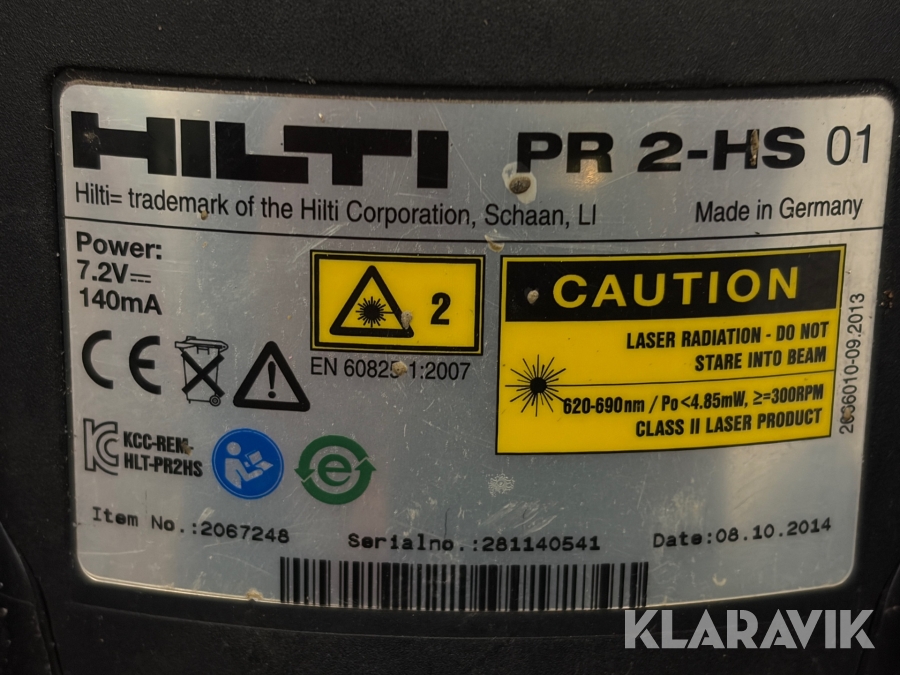 HILTI PR 2-HS 01
Hilti= trademark of the Hilti Corporation, Schaan, LI Made in Germany
Power:
7.2V⎓
140mA
2
EN 60825-1:2007
CAUTION
LASER RADIATION - DO NOT
STARE INTO BEAM
620-690nm / Po<4.85mW, ≥=300RPM
CLASS II LASER PRODUCT
2036010-09.2013
CE
KC
KCC-REM-
HLT-PR2HS
e
Item No.:2067248 Serialno.:281140541 Date:08.10.2014
KLARAVIK